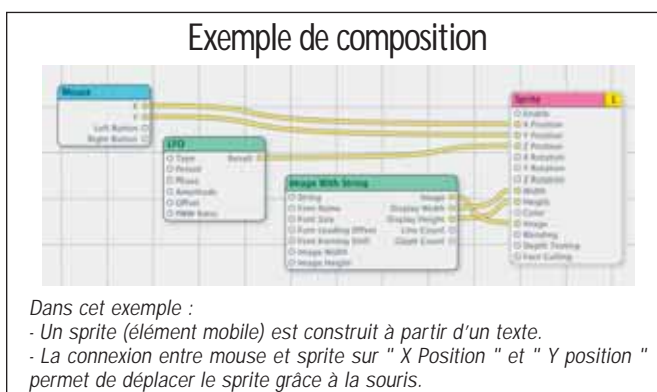 Exemple de composition
Mouse
X
Y
Left Button
Right Button
LFO
Type
Result
Period
Phase
Amplitude
Offset
PWM Ratio
Image With String
String
Image
Font Name
Display Width
Font Size
Display Height
Font Leading Offset
Line Count
Font Kerning Shift
Glyph Count
Image Width
Image Height
Sprite
1
Enable
X Position
Y Position
Z Position
X Rotation
Y Rotation
Z Rotation
Width
Height
Color
Image
Blending
Depth Testing
Face Culling
Dans cet exemple :
- Un sprite (élément mobile) est construit à partir d'un texte.
- La connexion entre mouse et sprite sur " X Position " et " Y position "
permet de déplacer le sprite grâce à la souris.